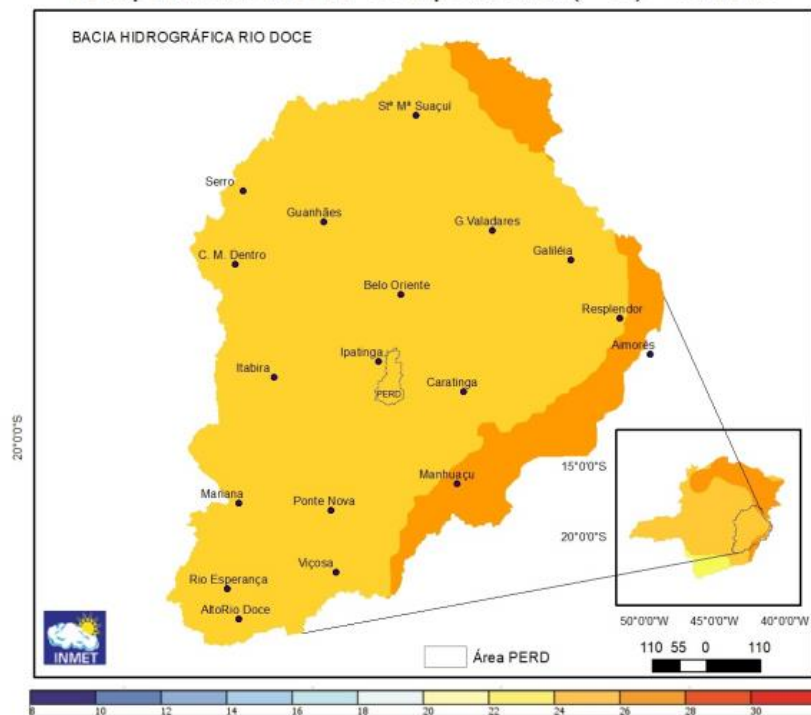 BACIA HIDROGRÁFICA RIO DOCE
Stª Mª Suaçuí
Serro
Guanhães
G.Valadares
C. M. Dentro
Galiléia
Belo Oriente
Resplendor
Aimorés
Ipatinga
Itabira
PERD
Caratinga
20°0'0"S
15°0'0"S
Manhuaçu
Mariana
Ponte Nova
20°0'0"S
Viçosa
Rio Esperança
AltoRio Doce
50°0'0"W 45°0'0"W 40°0'0"W
INMET
Área PERD
110 55 0 110
8 10 12 14 16 18 20 22 24 26 28 30